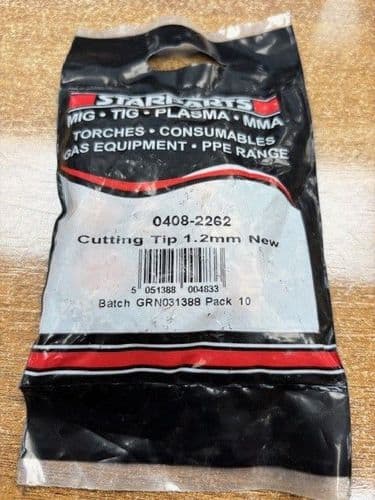 STARPARTS
MIG • TIG • PLASMA • MMA
TORCHES • CONSUMABLES
GAS EQUIPMENT • PPE RANGE
0408-2262
Cutting Tip 1.2mm New
5 051388 004833
Batch GRN031388 Pack 10